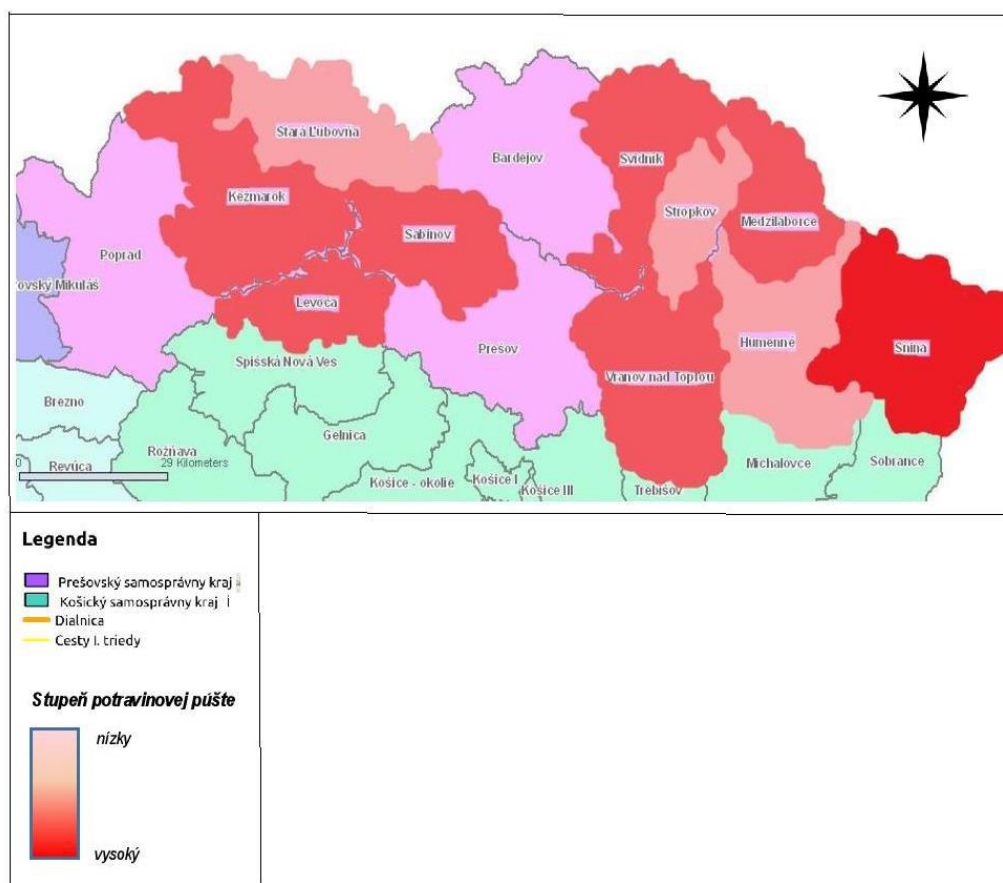 Stará Ľubovňa
Bardejov
Svidník
Kežmarok
Stropkov
Medzilaborce
Sabinov
Poprad
ovský Mikuláš
Levoča
Prešov
Humenné
Snina
Spišská Nová Ves
Vranov nad Topľou
Brezno
Gelnica
Rožňava
Michalovce
Sobrance
Revúca
0
29 Kilometers
Košice - okolie
Košice I
Košice III
Trebišov
Legenda
Prešovský samosprávny kraj
Košický samosprávny kraj
Dialnica
Cesty I. triedy
Stupeň potravinovej púšte
nízky
vysoký